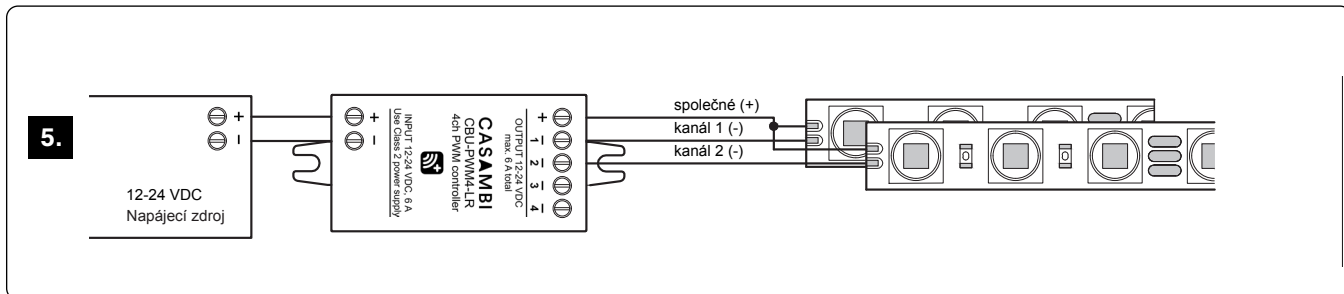 5.
+
−
12-24 VDC
Napájecí zdroj
+
−
INPUT 12-24 VDC, 6 A
Use Class 2 power supply
CASAMBI
CBU-PWM4-LR
4ch PWM controller
OUTPUT 12-24 VDC
max. 6 A total
+
1 −
2 −
3 −
4 −
společné (+)
kanál 1 (-)
kanál 2 (-)